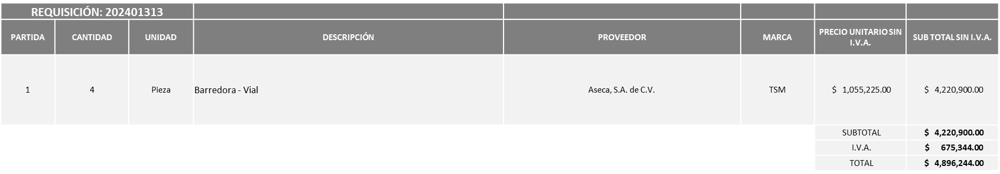 REQUISICIÓN: 202401313
PARTIDA CANTIDAD UNIDAD DESCRIPCIÓN PROVEEDOR MARCA PRECIO UNITARIO SIN I.V.A. SUB TOTAL SIN I.V.A.
1 4 Pieza Barredora - Vial Aseca, S.A. de C.V. TSM $ 1,055,225.00 $ 4,220,900.00
SUBTOTAL $ 4,220,900.00
I.V.A. $ 675,344.00
TOTAL $ 4,896,244.00